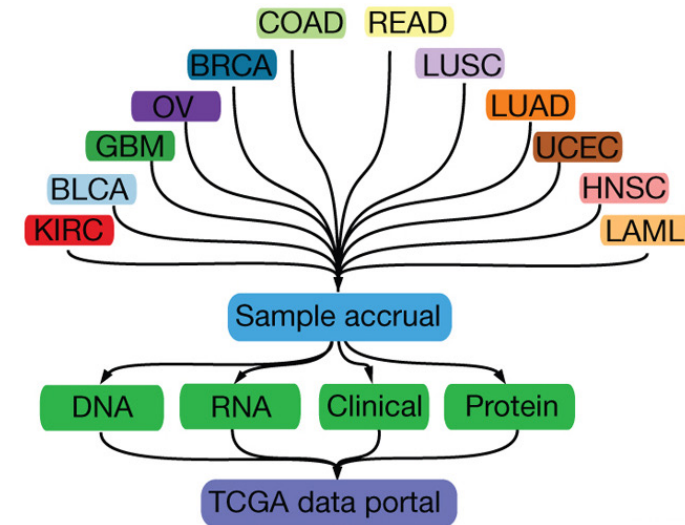 COAD READ
BRCA LUSC
OV LUAD
GBM UCEC
BLCA HNSC
KIRC LAML
Sample accrual
DNA RNA Clinical Protein
TCGA data portal